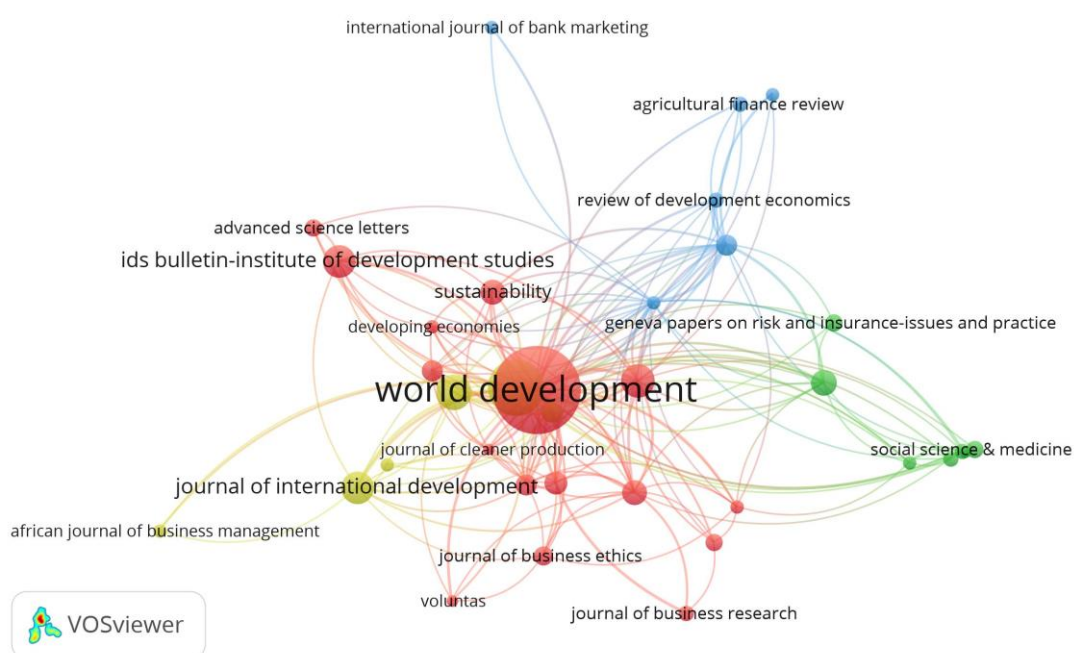 international journal of bank marketing
agricultural finance review
review of development economics
advanced science letters
ids bulletin-institute of development studies
sustainability
developing economies
geneva papers on risk and insurance-issues and practice
world development
journal of cleaner production
social science & medicine
journal of international development
african journal of business management
journal of business ethics
voluntas
journal of business research
VOSviewer